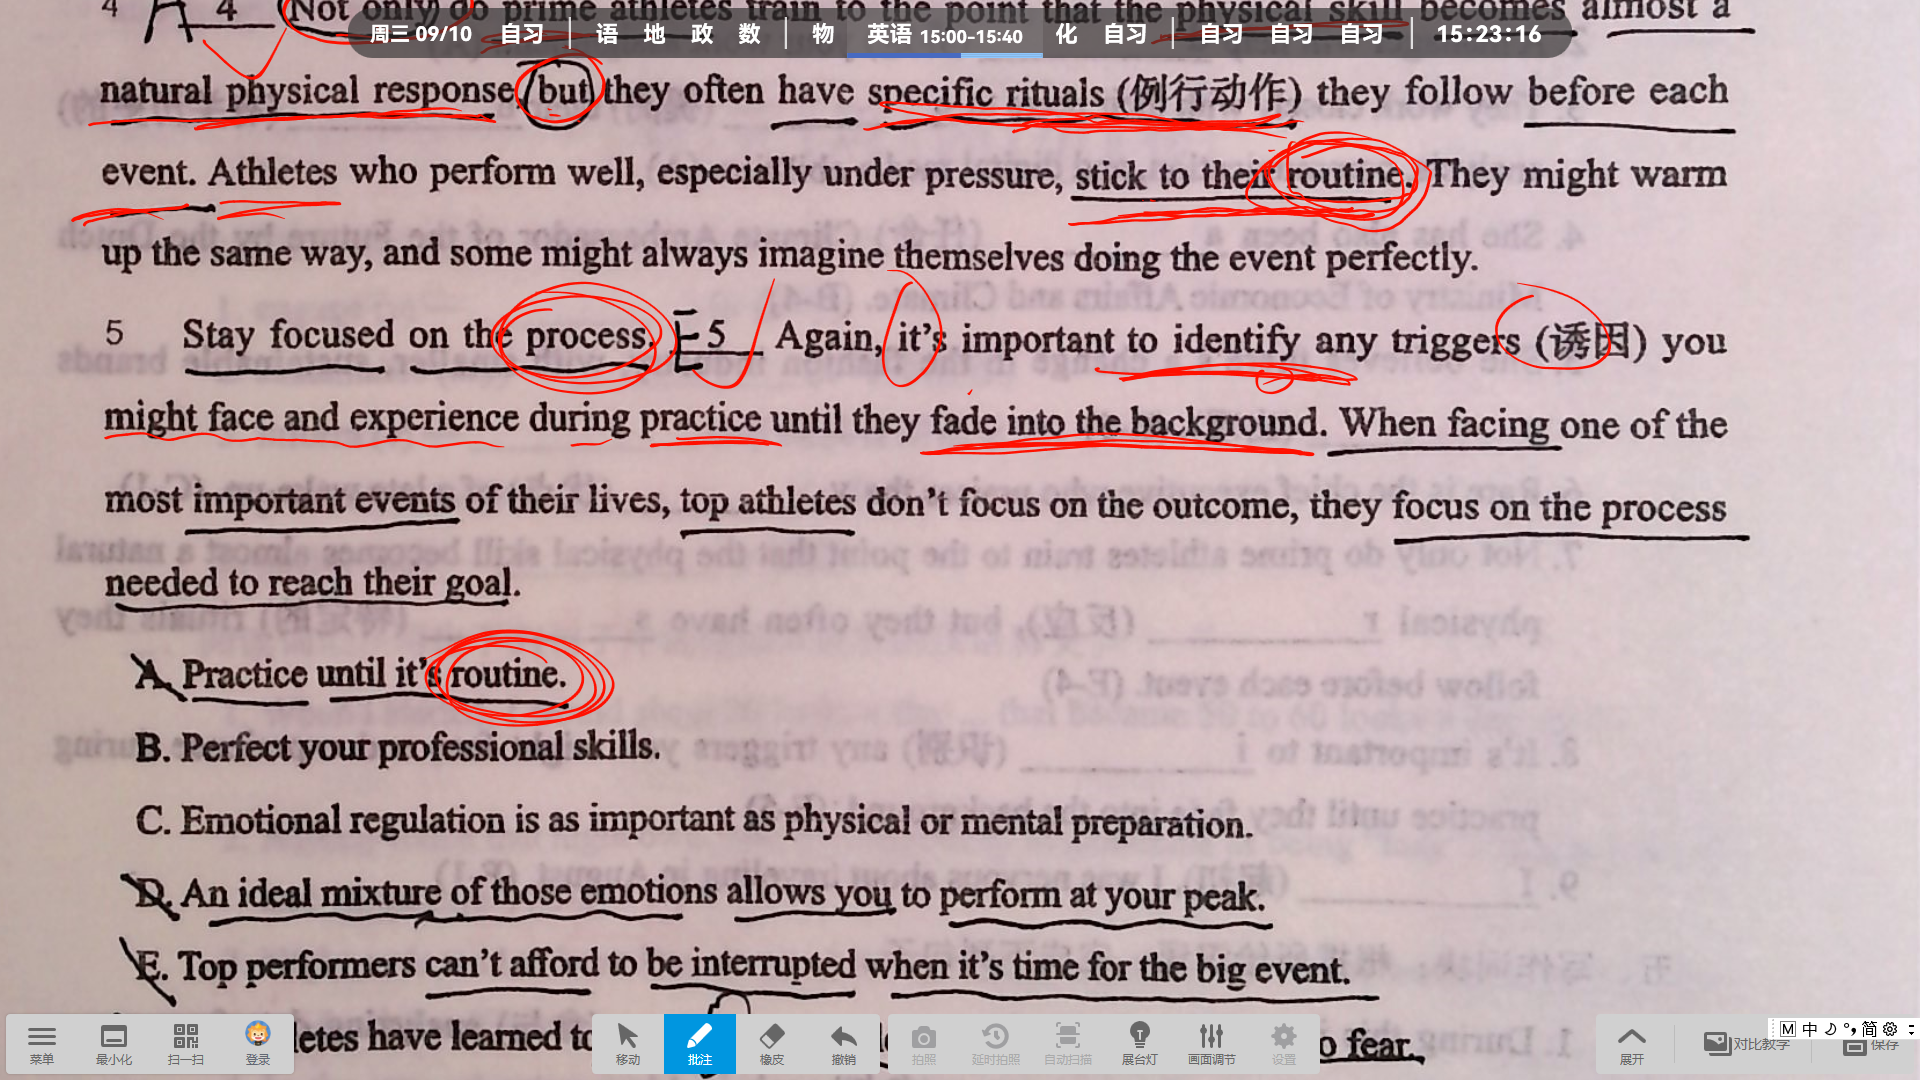 4 A 4 (Not only do prime athletes train to the point that the physical skill becomes almost a
周三 09/10 自习 语 地 政 数 物 英语 15:00-15:40 化 自习 自习 自习 自习 15:23:16
natural physical response, but they often have specific rituals (例行动作) they follow before each
event. Athletes who perform well, especially under pressure, stick to their routine. They might warm
up the same way, and some might always imagine themselves doing the event perfectly.
5 Stay focused on the process. E 5 Again, it's important to identify any triggers (诱因) you
might face and experience during practice until they fade into the background. When facing one of the
most important events of their lives, top athletes don't focus on the outcome, they focus on the process
needed to reach their goal.
A. Practice until it's routine.
B. Perfect your professional skills.
C. Emotional regulation is as important as physical or mental preparation.
D. An ideal mixture of those emotions allows you to perform at your peak.
E. Top performers can't afford to be interrupted when it's time for the big event.
letes have learned to
o fear.
M 中 简
菜单 最小化 扫一扫 登录 移动 批注 橡皮 撤销 拍照 延时拍照 自动扫描 展台灯 画面调节 设置 展开 对比教学 保存